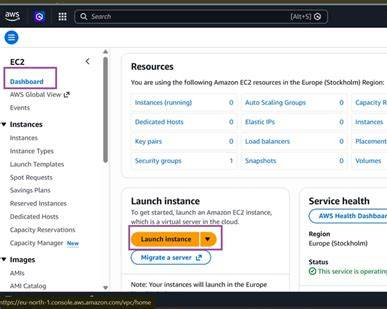 aws
Search
[Alt+S]
EC2
Dashboard
AWS Global View
Events
Instances
Instances
Instance Types
Launch Templates
Spot Requests
Savings Plans
Reserved Instances
Dedicated Hosts
Capacity Reservations
Capacity Manager New
Images
AMIs
AMI Catalog
Resources
You are using the following Amazon EC2 resources in the Europe (Stockholm) Region:
Instances (running) 0 Auto Scaling Groups 0 Capacity R
Dedicated Hosts 0 Elastic IPs 0 Instances
Key pairs 0 Load balancers 0 Placement
Security groups 1 Snapshots 0 Volumes
Launch instance
To get started, launch an Amazon EC2 instance,
which is a virtual server in the cloud.
Launch instance
Migrate a server
Note: Your instances will launch in the Europe
Service health
AWS Health Dashboar
Region
Europe (Stockholm)
Status
This service is operating
https://eu-north-1.console.aws.amazon.com/vpc/home